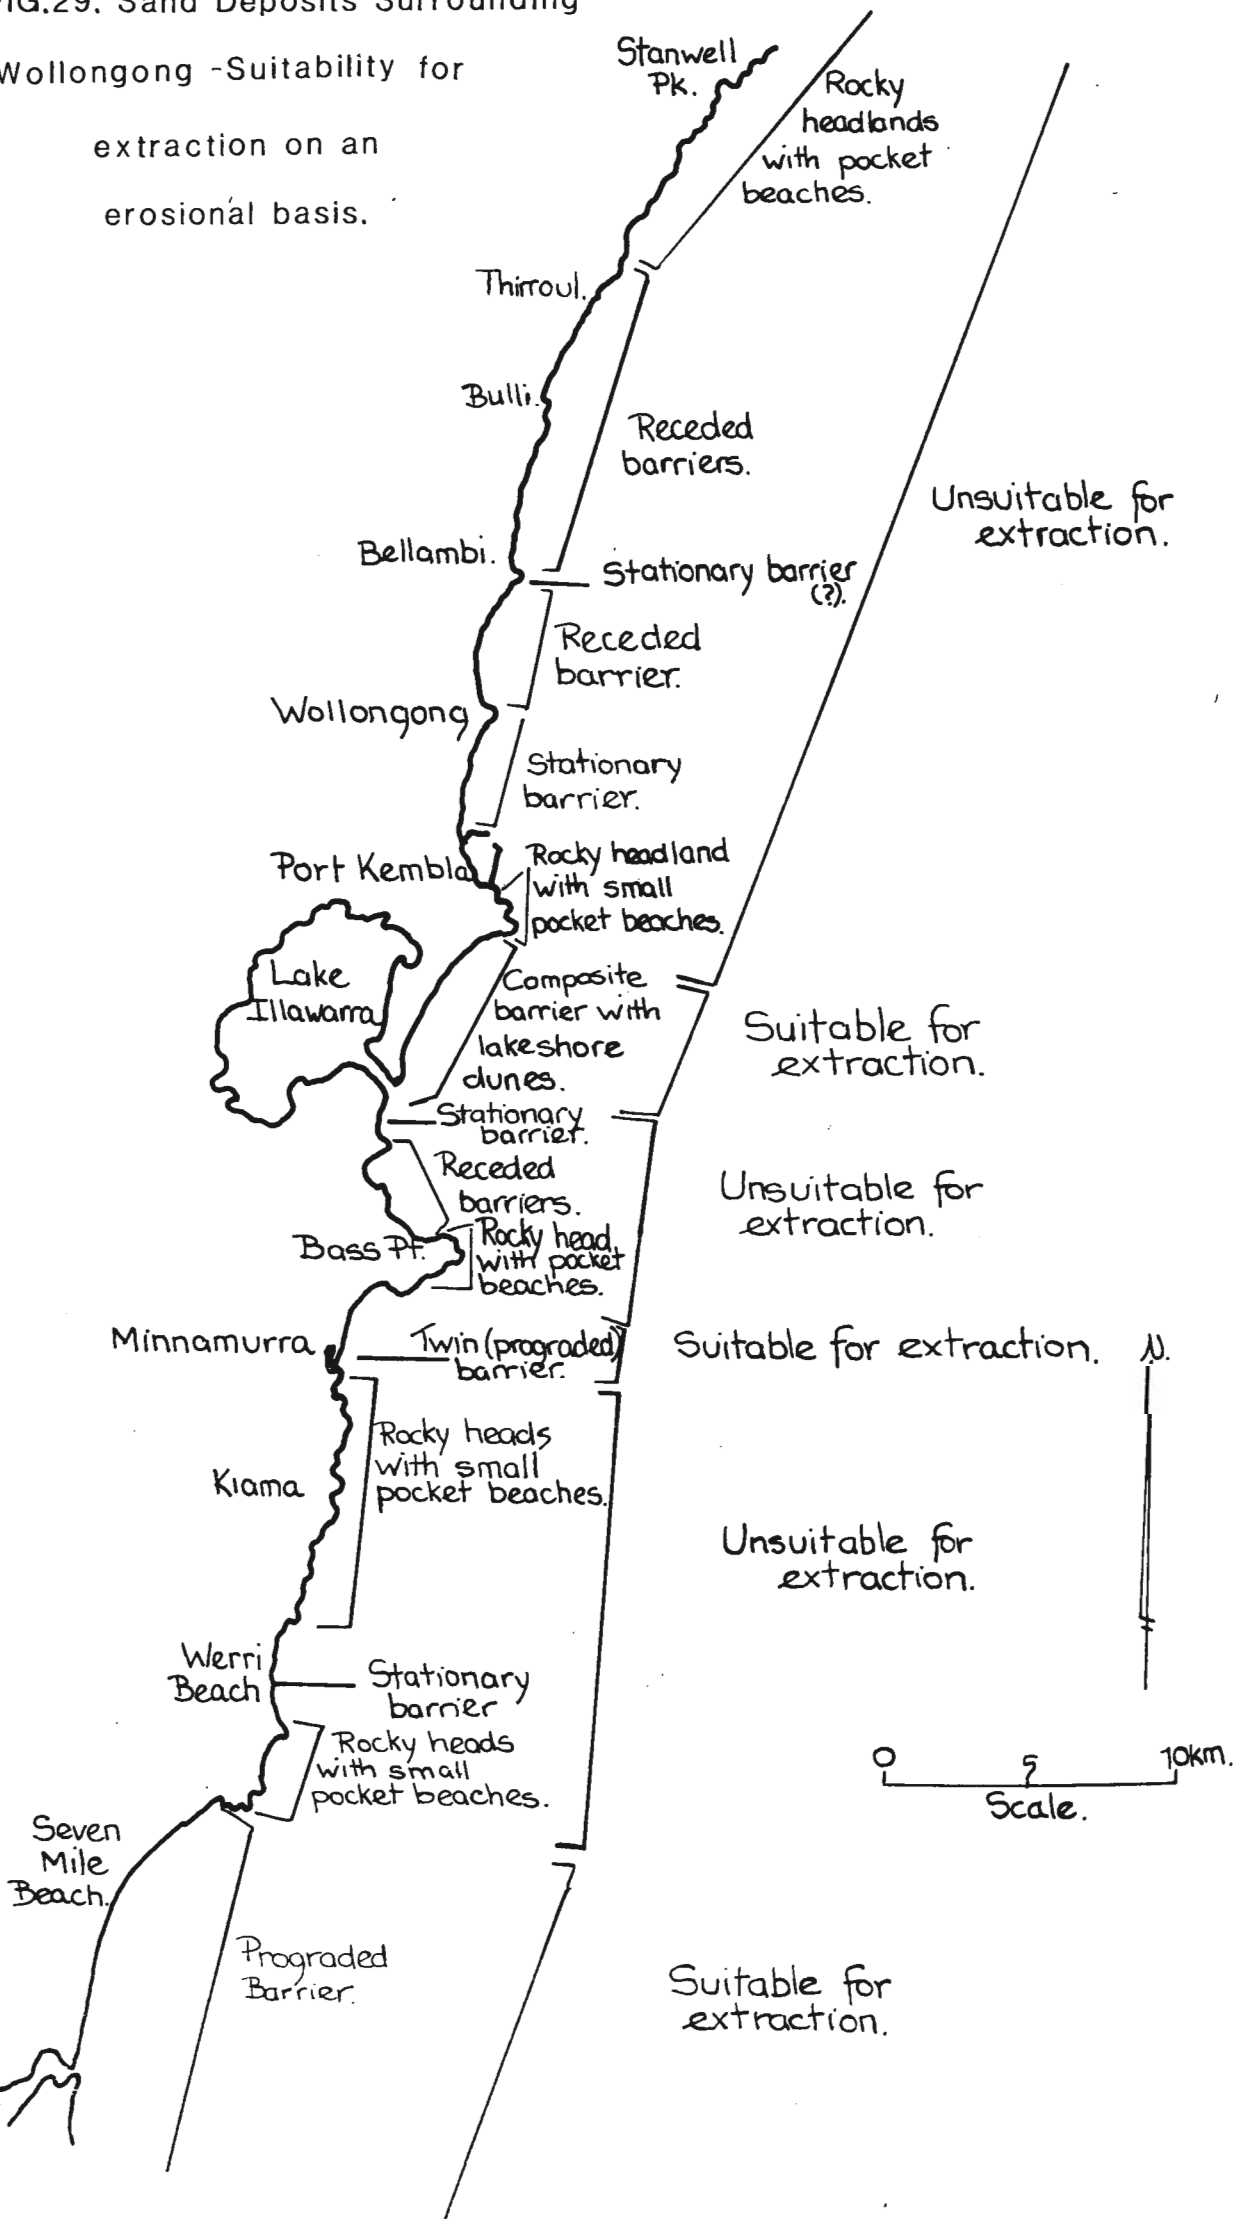 FIG.29. Sand Deposits Surrounding
Wollongong -Suitability for
extraction on an
erosional basis.
Stanwell
Pk.
Rocky
headlands
with pocket
beaches.
Thirroul.
Bulli.
Receded
barriers.
Unsuitable for
extraction.
Bellambi.
Stationary barrier
(?).
Receded
barrier.
Wollongong
Stationary
barrier.
Port Kembla
Rocky headland
with small
pocket beaches.
Lake
Illawarra
Composite
barrier with
lakeshore
dunes.
Suitable for
extraction.
Stationary
barrier.
Receded
barriers.
Unsuitable for
extraction.
Bass Pt.
Rocky head
with pocket
beaches.
Minnamurra
Twin (prograded)
barrier.
Suitable for extraction.
N.
Rocky heads
with small
pocket beaches.
Kiama
Unsuitable for
extraction.
Werri
Beach
Stationary
barrier
Rocky heads
with small
pocket beaches.
0 5 10km.
Scale.
Seven
Mile
Beach.
Prograded
Barrier.
Suitable for
extraction.